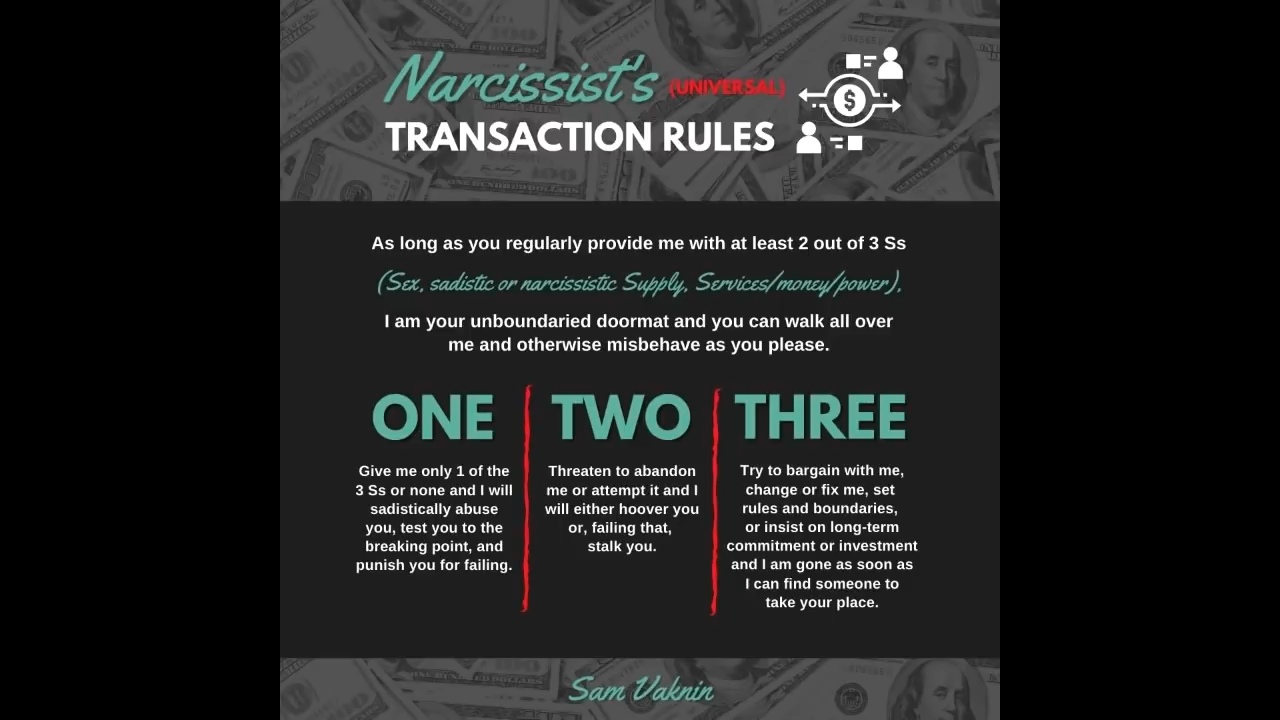 Narcissist's (UNIVERSAL)
TRANSACTION RULES
$
As long as you regularly provide me with at least 2 out of 3 Ss
(Sex, sadistic or narcissistic Supply, Services/money/power),
I am your unboundaried doormat and you can walk all over
me and otherwise misbehave as you please.
ONE
Give me only 1 of the
3 Ss or none and I will
sadistically abuse
you, test you to the
breaking point, and
punish you for failing.
TWO
Threaten to abandon
me or attempt it and I
will either hoover you
or, failing that,
stalk you.
THREE
Try to bargain with me,
change or fix me, set
rules and boundaries,
or insist on long-term
commitment or investment
and I am gone as soon as
I can find someone to
take your place.
Sam Vaknin